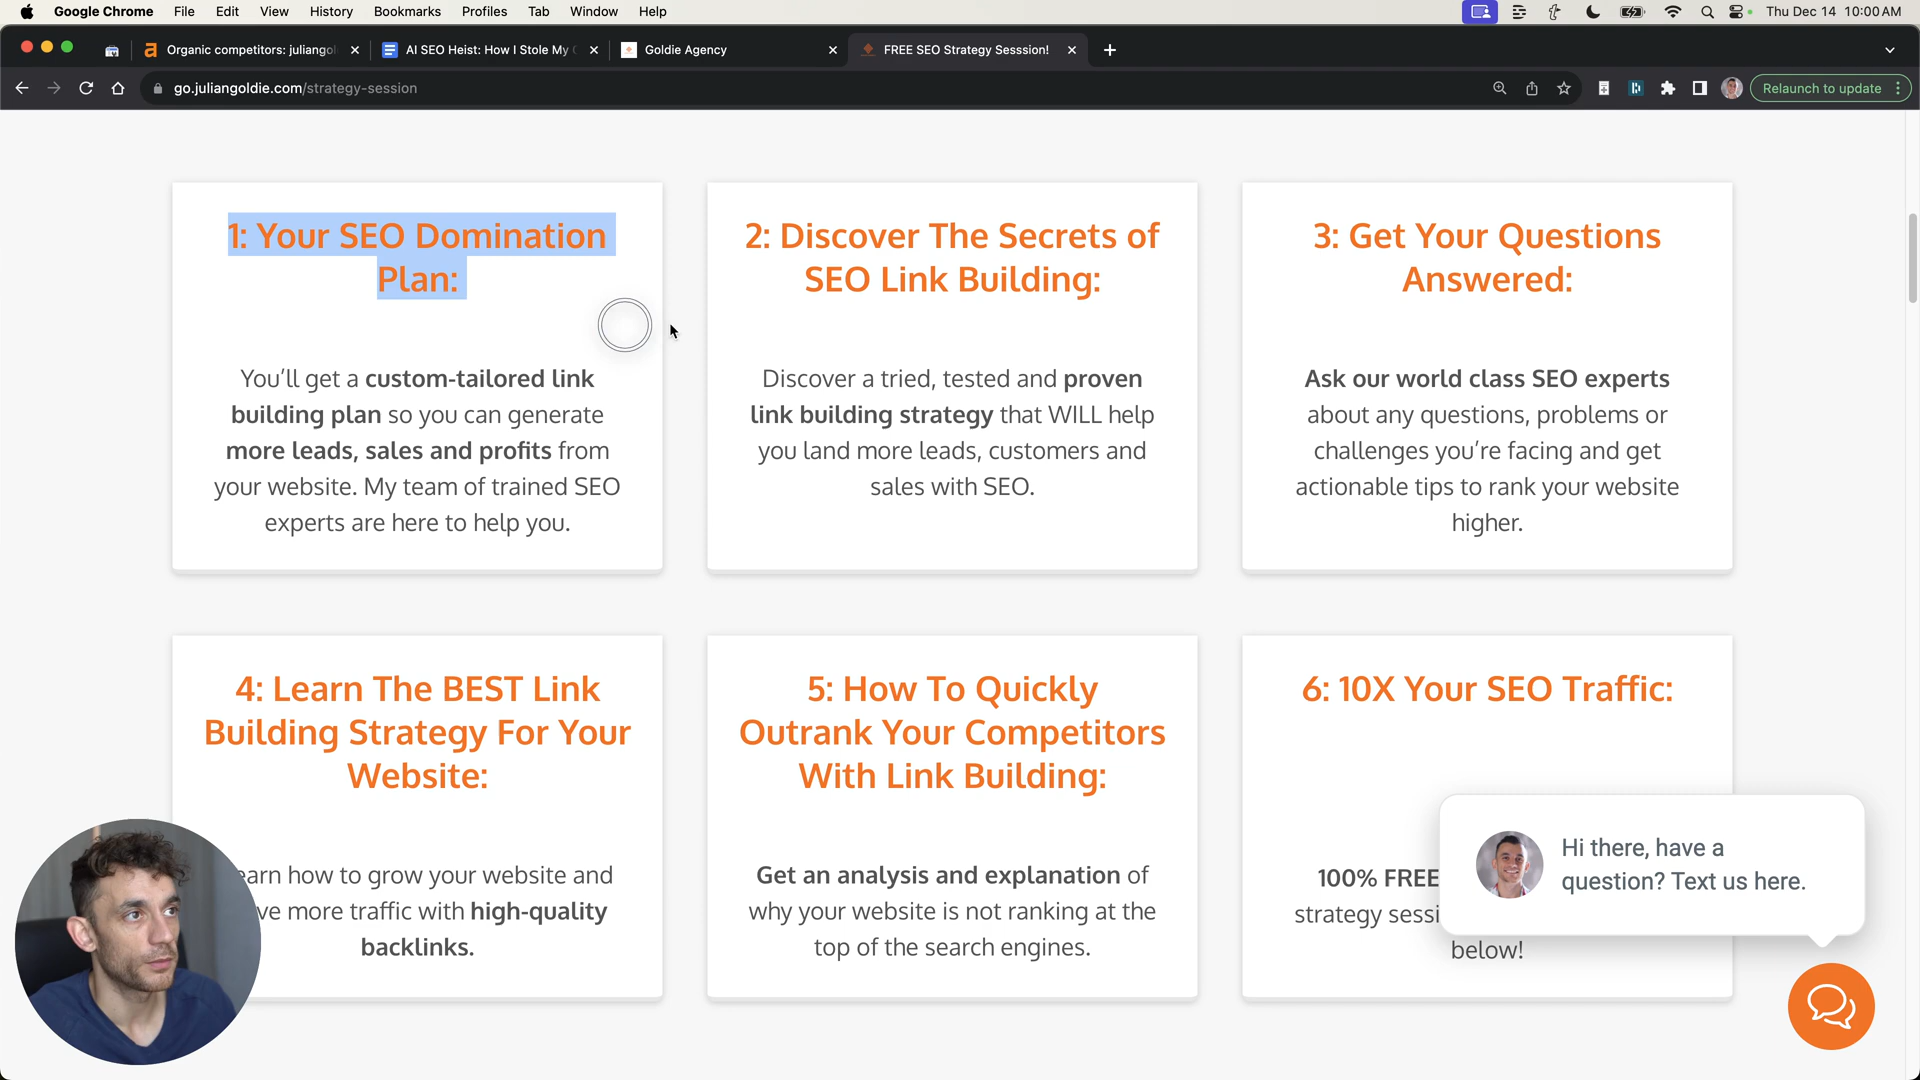 Google Chrome File Edit View History Bookmarks Profiles Tab Window Help Thu Dec 14 10:00 AM
Organic competitors: juliangol AI SEO Heist: How I Stole My Goldie Agency FREE SEO Strategy Sesssion!
go.juliangoldie.com/strategy-session Relaunch to update
1: Your SEO Domination
Plan:
You’ll get a custom-tailored link
building plan so you can generate
more leads, sales and profits from
your website. My team of trained SEO
experts are here to help you.
2: Discover The Secrets of
SEO Link Building:
Discover a tried, tested and proven
link building strategy that WILL help
you land more leads, customers and
sales with SEO.
3: Get Your Questions
Answered:
Ask our world class SEO experts
about any questions, problems or
challenges you’re facing and get
actionable tips to rank your website
higher.
4: Learn The BEST Link
Building Strategy For Your
Website:
earn how to grow your website and
ve more traffic with high-quality
backlinks.
5: How To Quickly
Outrank Your Competitors
With Link Building:
Get an analysis and explanation of
why your website is not ranking at the
top of the search engines.
6: 10X Your SEO Traffic:
100% FREE
strategy sessi
below!
Hi there, have a
question? Text us here.